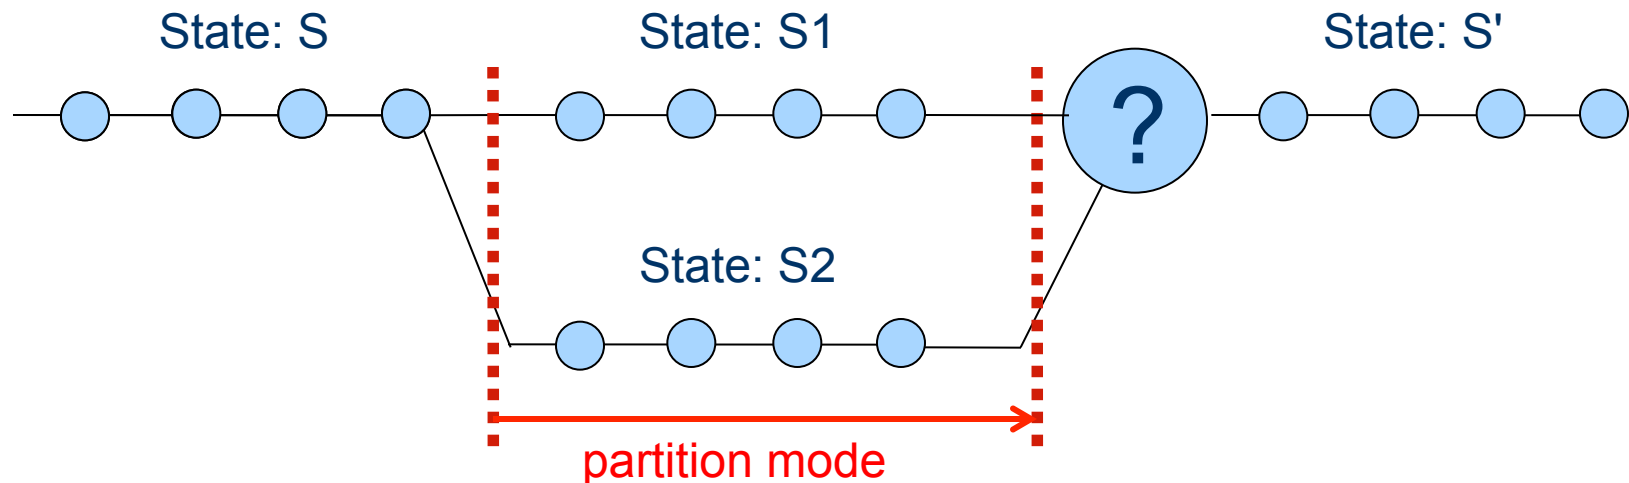 State: S
State: S1
State: S'
?
State: S2
partition mode